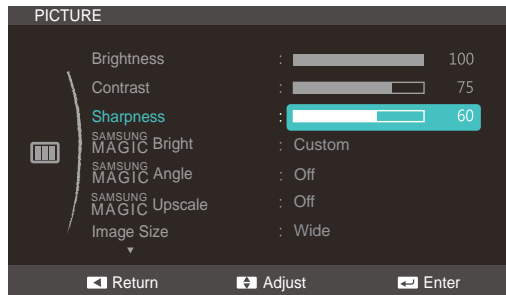 PICTURE
Brightness : 100
Contrast : 75
Sharpness : 60
SAMSUNG MAGIC Bright : Custom
SAMSUNG MAGIC Angle : Off
SAMSUNG MAGIC Upscale : Off
Image Size : Wide
Return Adjust Enter